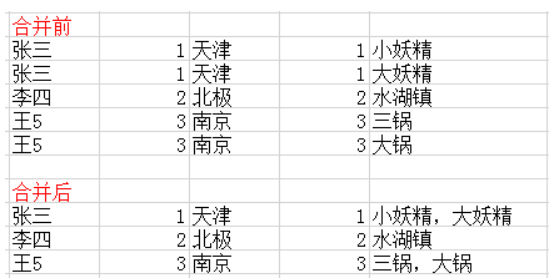 合并前
张三 1 天津 1 小妖精
张三 1 天津 1 大妖精
李四 2 北极 2 水湖镇
王5 3 南京 3 三锅
王5 3 南京 3 大锅
合并后
张三 1 天津 1 小妖精，大妖精
李四 2 北极 2 水湖镇
王5 3 南京 3 三锅，大锅